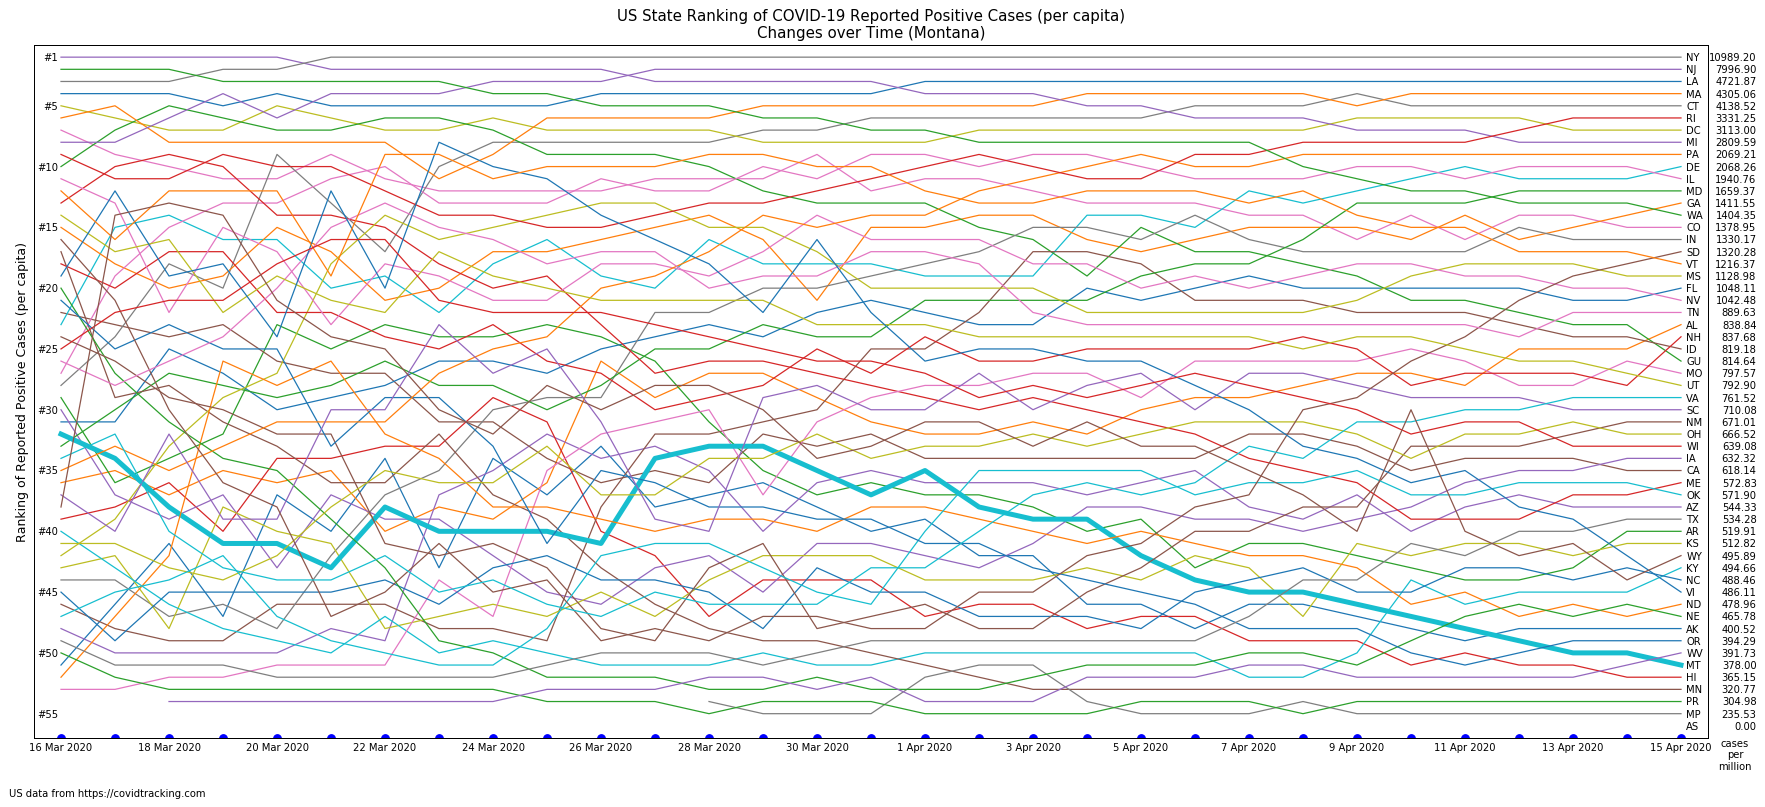 US State Ranking of COVID-19 Reported Positive Cases (per capita)
Changes over Time (Montana)
Ranking of Reported Positive Cases (per capita)
#1
#5
#10
#15
#20
#25
#30
#35
#40
#45
#50
#55
NY 10989.20
NJ 7996.90
LA 4721.87
MA 4305.06
CT 4138.52
RI 3331.25
DC 3113.00
MI 2809.59
PA 2069.21
DE 2068.26
IL 1940.76
MD 1659.37
GA 1411.55
WA 1404.35
CO 1378.95
IN 1330.17
SD 1320.28
VT 1216.37
MS 1128.98
FL 1048.11
NV 1042.48
TN 889.63
AL 838.84
NH 837.68
ID 819.18
GU 814.64
MO 797.57
UT 792.90
VA 761.52
SC 710.08
NM 671.01
OH 666.52
WI 639.08
IA 632.32
CA 618.14
ME 572.83
OK 571.90
AZ 544.33
TX 534.28
AR 519.91
KS 512.82
WY 495.89
KY 494.66
NC 488.46
VI 486.11
ND 478.96
NE 465.78
AK 400.52
OR 394.29
WV 391.73
MT 378.00
HI 365.15
MN 320.77
PR 304.98
MP 235.53
AS 0.00
16 Mar 2020 18 Mar 2020 20 Mar 2020 22 Mar 2020 24 Mar 2020 26 Mar 2020 28 Mar 2020 30 Mar 2020 1 Apr 2020 3 Apr 2020 5 Apr 2020 7 Apr 2020 9 Apr 2020 11 Apr 2020 13 Apr 2020 15 Apr 2020
cases
per
million
US data from https://covidtracking.com